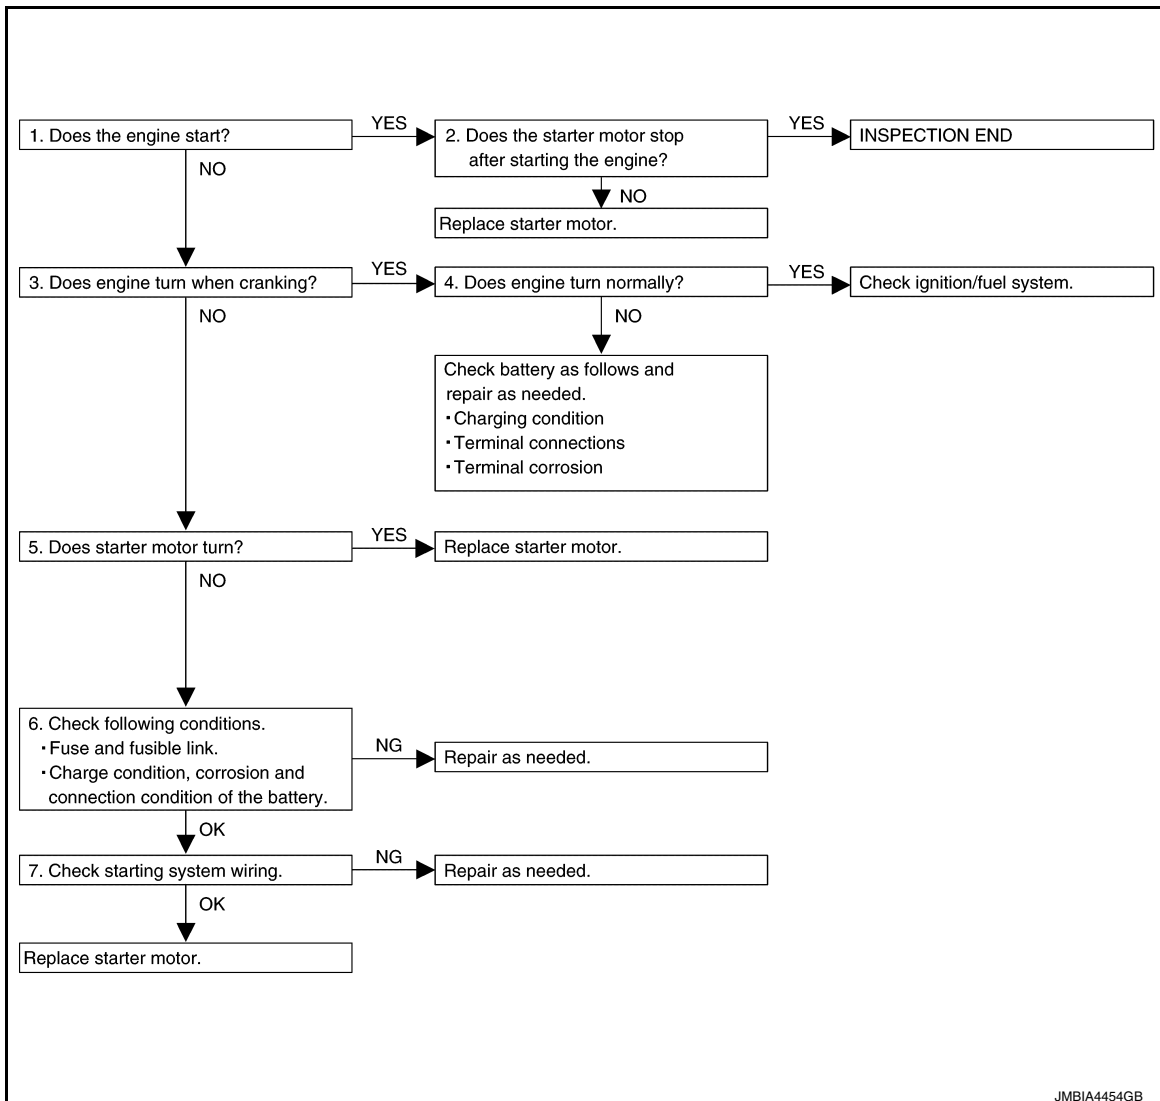 1. Does the engine start?
YES
2. Does the starter motor stop
after starting the engine?
YES
INSPECTION END
NO
NO
Replace starter motor.
3. Does engine turn when cranking?
YES
4. Does engine turn normally?
YES
Check ignition/fuel system.
NO
NO
Check battery as follows and
repair as needed.
· Charging condition
· Terminal connections
· Terminal corrosion
5. Does starter motor turn?
YES
Replace starter motor.
NO
6. Check following conditions.
· Fuse and fusible link.
· Charge condition, corrosion and
connection condition of the battery.
NG
Repair as needed.
OK
7. Check starting system wiring.
NG
Repair as needed.
OK
Replace starter motor.
JMBIA4454GB